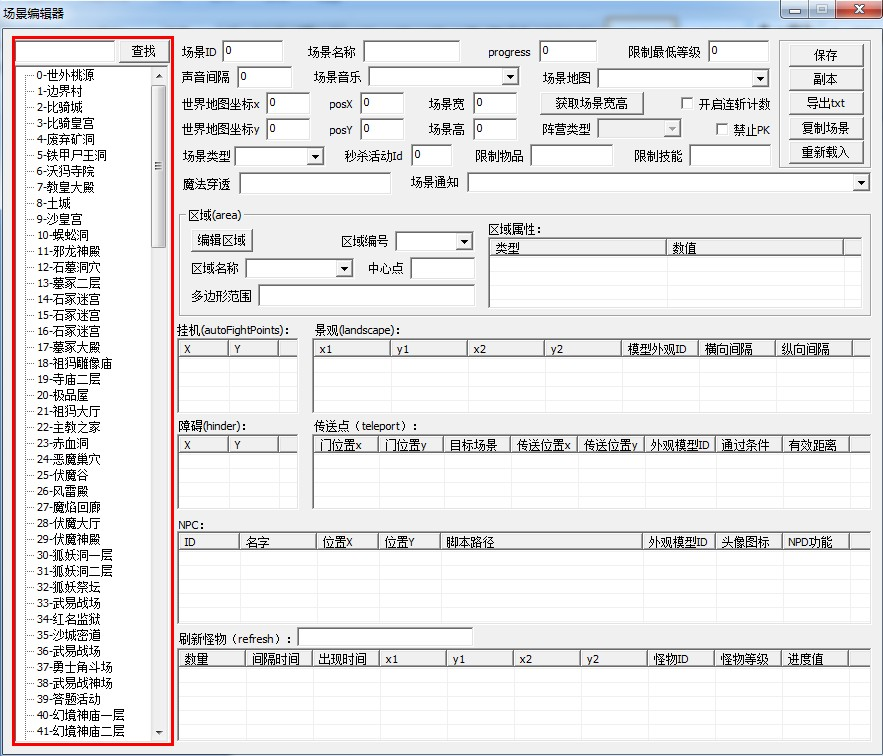 场景编辑器
查找
0-世外桃源
1-边界村
2-比骑城
3-比骑皇宫
4-废弃矿洞
5-铁甲尸王洞
6-沃玛寺院
7-教皇大殿
8-土城
9-沙皇宫
10-蜈蚣洞
11-邪龙神殿
12-石墓洞穴
13-墓冢二层
14-石冢迷宫
15-石冢迷宫
16-石冢迷宫
17-墓冢大殿
18-祖玛雕像庙
19-寺庙二层
20-极品屋
21-祖玛大厅
22-主教之家
23-赤血洞
24-恶魔巢穴
25-伏魔谷
26-风雷殿
27-魔焰回廊
28-伏魔大厅
29-伏魔神殿
30-狐妖洞一层
31-狐妖洞二层
32-狐妖祭坛
33-武易战场
34-红名监狱
35-沙城密道
36-武易战场
37-勇士角斗场
38-武易战神场
39-答题活动
40-幻境神庙一层
41-幻境神庙二层
场景ID 0 场景名称 progress 0 限制最低等级 0
声音间隔 0 场景音乐 场景地图
世界地图坐标x 0 posX 0 场景宽 0 获取场景宽高 开启连斩计数
世界地图坐标y 0 posY 0 场景高 0 阵营类型 禁止PK
场景类型 秒杀活动Id 0 限制物品 限制技能
魔法穿透 场景通知
保存
副本
导出txt
复制场景
重新载入
区域(area)
编辑区域 区域编号
区域名称 中心点
多边形范围
区域属性：
类型 数值
挂机(autoFightPoints)：
X Y
景观(landscape)：
x1 y1 x2 y2 模型外观ID 横向间隔 纵向间隔
障碍(hinder)：
X Y
传送点（teleport）：
门位置x 门位置y 目标场景 传送位置x 传送位置y 外观模型ID 通过条件 有效距离
NPC：
ID 名字 位置X 位置Y 脚本路径 外观模型ID 头像图标 NPD功能
刷新怪物（refresh）：
数量 间隔时间 出现时间 x1 y1 x2 y2 怪物ID 怪物等级 进度值